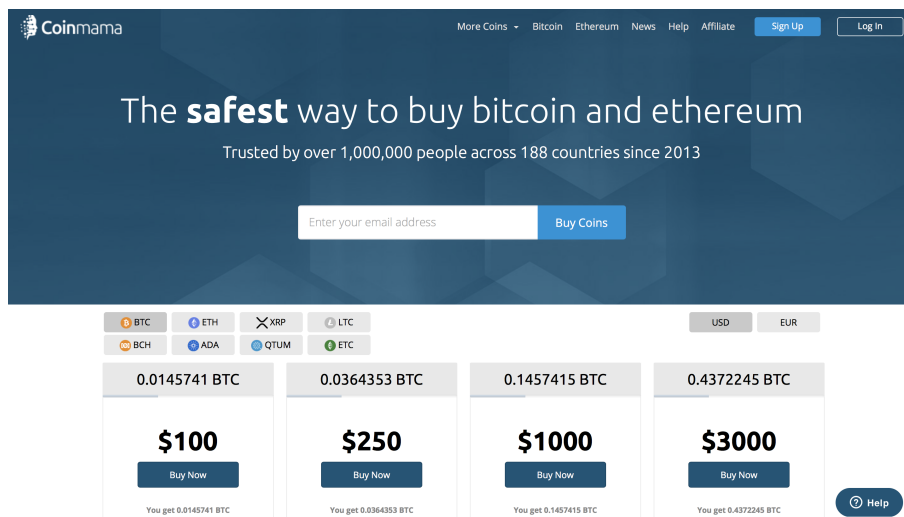 Coinmama More Coins Bitcoin Ethereum News Help Affiliate Sign Up Log In
The safest way to buy bitcoin and ethereum
Trusted by over 1,000,000 people across 188 countries since 2013
Enter your email address Buy Coins
BTC ETH XRP LTC USD EUR
BCH ADA QTUM ETC
0.0145741 BTC 0.0364353 BTC 0.1457415 BTC 0.4372245 BTC
$100 $250 $1000 $3000
Buy Now Buy Now Buy Now Buy Now
You get 0.0145741 BTC You get 0.0364353 BTC You get 0.1457415 BTC You get 0.4372245 BTC
Help